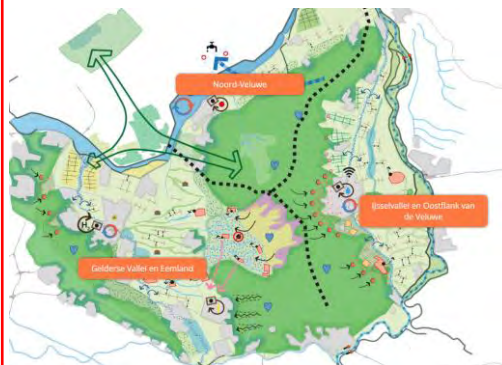 Noord-Veluwe
IJsselvallei en Oostflank van
de Veluwe
Gelderse Vallei en Eemland